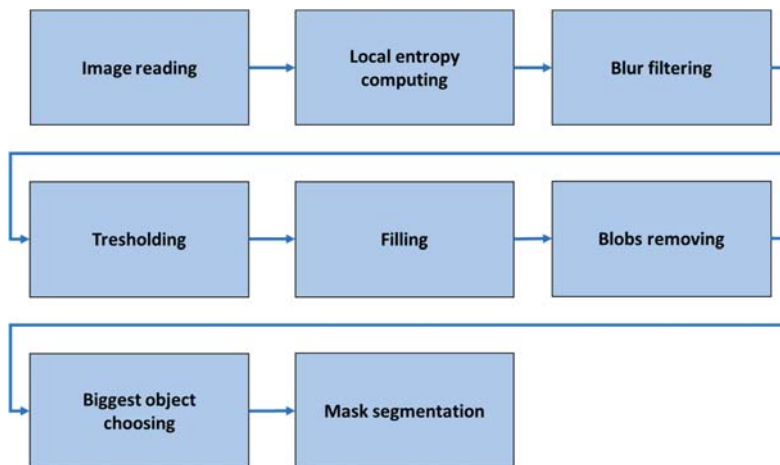 Image reading
Local entropy
computing
Blur filtering
Tresholding
Filling
Blobs removing
Biggest object
choosing
Mask segmentation